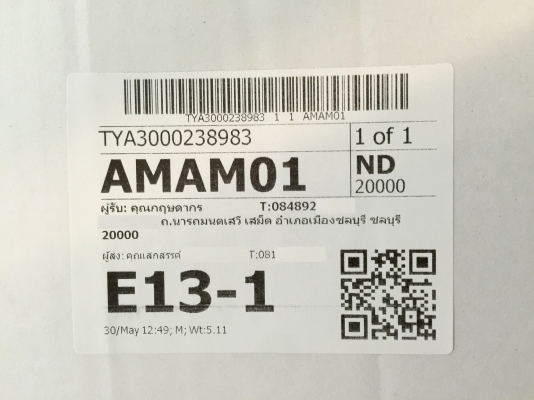 TYA3000238983 1 1 AMAM01
TYA3000238983 1 of 1
AMAM01 ND
20000
ผู้รับ: คุณกฤษดากร T:084892
ถ.นารถมนตเสวี เสม็ด อำเภอเมืองชลบุรี ชลบุรี
20000
ผู้ส่ง: คุณแสกสรรค์ T:081
E13-1
30/May 12:49; M; Wt:5.11